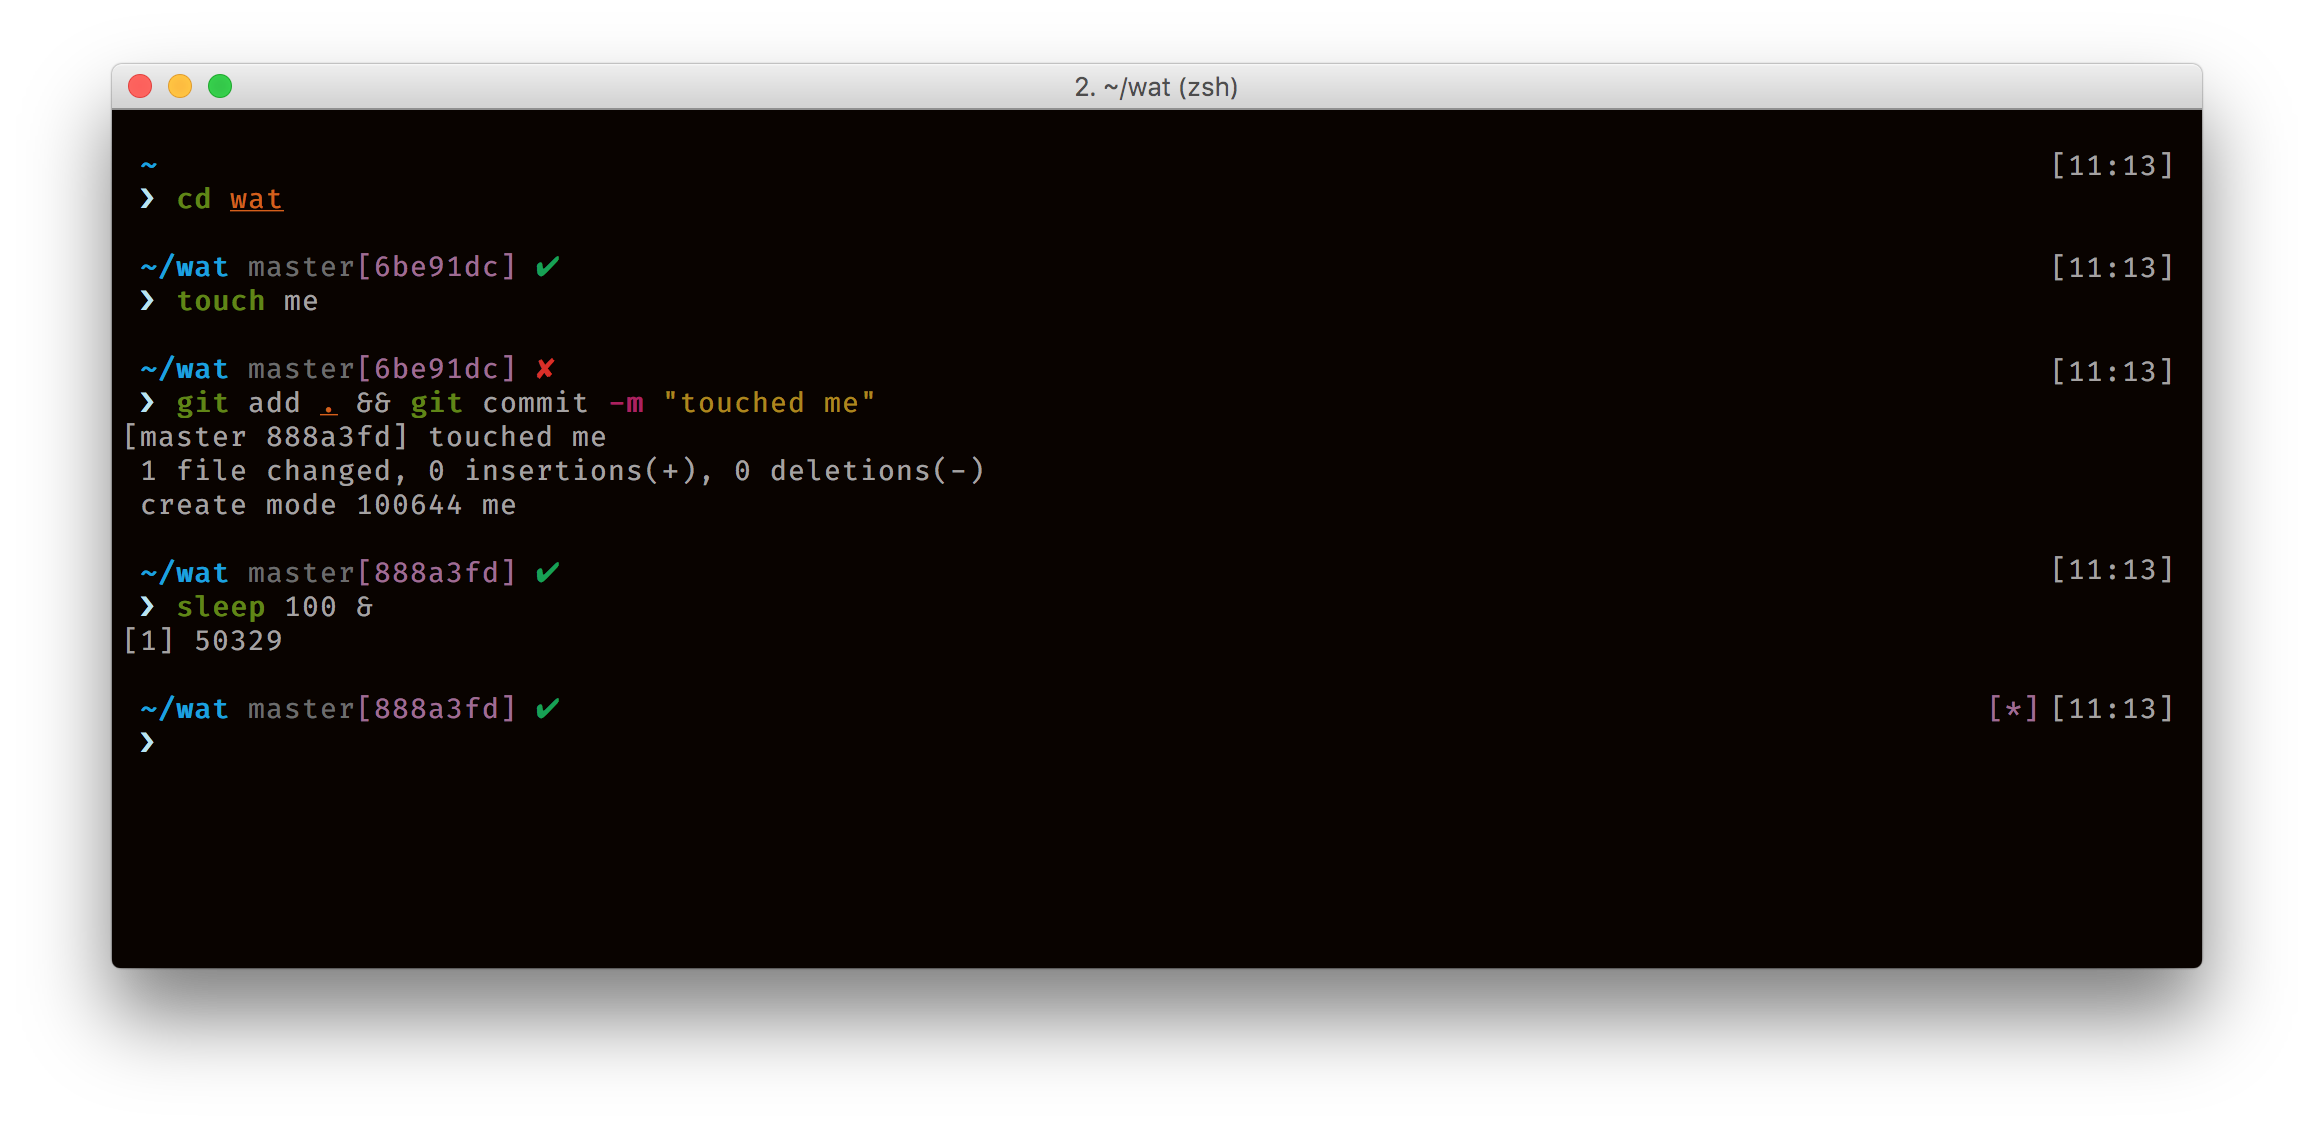 2. ~/wat (zsh)
~ [11:13]
❯ cd wat
~/wat master[6be91dc] ✔ [11:13]
❯ touch me
~/wat master[6be91dc] ✘ [11:13]
❯ git add . && git commit -m "touched me"
[master 888a3fd] touched me
1 file changed, 0 insertions(+), 0 deletions(-)
create mode 100644 me
~/wat master[888a3fd] ✔ [11:13]
❯ sleep 100 &
[1] 50329
~/wat master[888a3fd] ✔ [*] [11:13]
❯